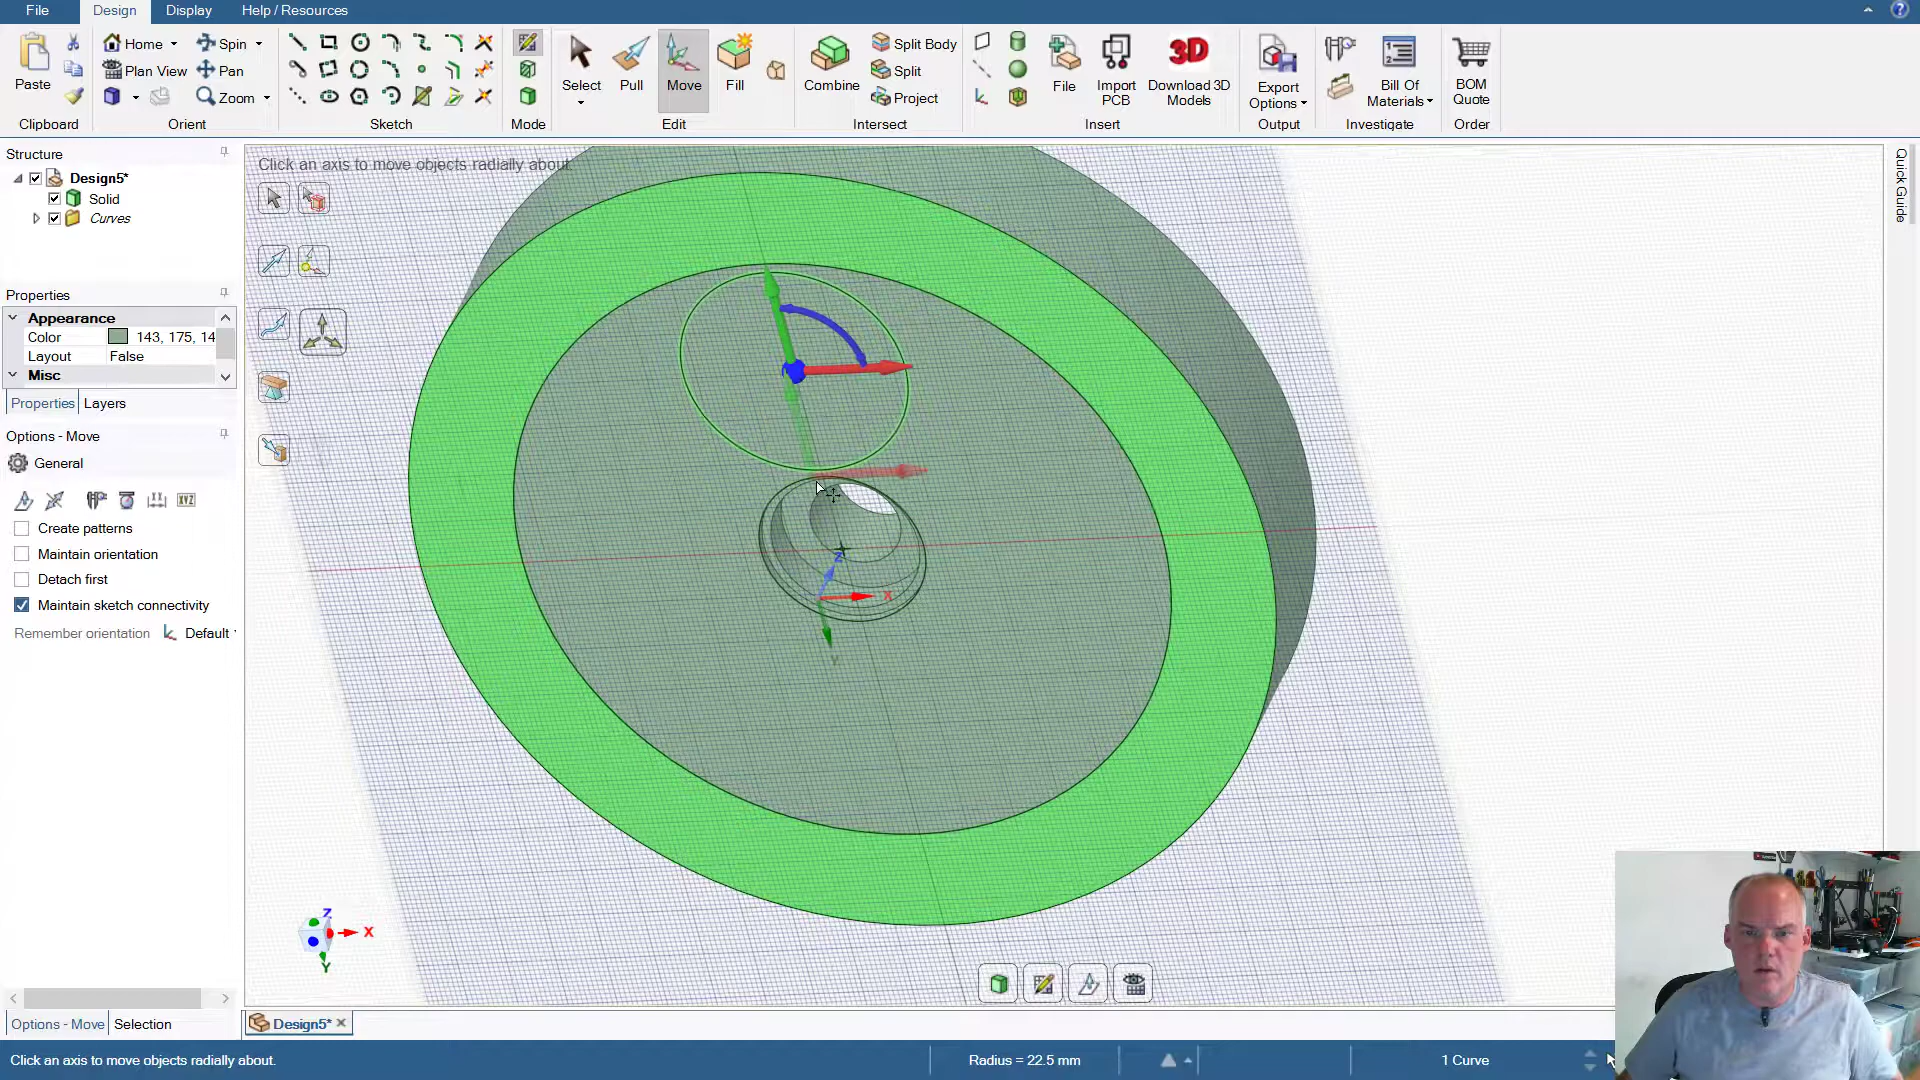 File Design Display Help / Resources
Paste
Clipboard
Home
Plan View
Spin
Pan
Zoom
Orient
Sketch
Mode
Select
Pull
Move
Fill
Edit
Combine
Split Body
Split
Project
Intersect
File
Import PCB
3D
Download 3D Models
Insert
Export Options
Output
Bill Of Materials
Investigate
BOM Quote
Order
Structure
Design5*
Solid
Curves
Properties
Appearance
Color 143, 175, 14
Layout False
Misc
Properties Layers
Options - Move
General
XYZ
Create patterns
Maintain orientation
Detach first
Maintain sketch connectivity
Remember orientation Default
Options - Move Selection
Click an axis to move objects radially about.
Z
X
Y
Z
X
Y
Quick Guide
Design5*
Click an axis to move objects radially about. Radius = 22.5 mm 1 Curve